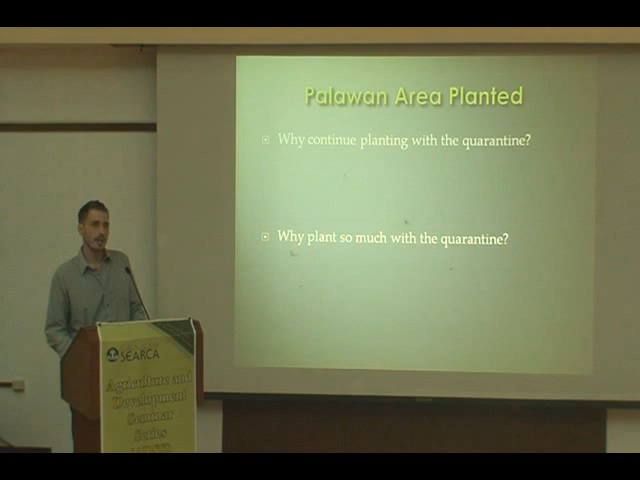 Palawan Area Planted
Why continue planting with the quarantine?
Why plant so much with the quarantine?
SEARCA
Agriculture and
Development
Seminar
Series